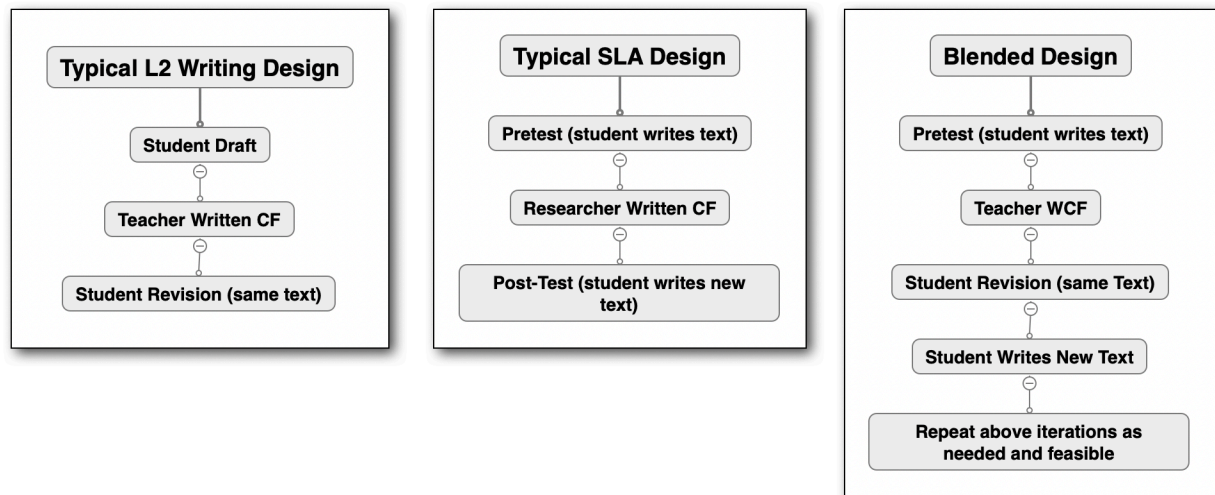 Typical L2 Writing Design
Student Draft
Teacher Written CF
Student Revision (same text)
Typical SLA Design
Pretest (student writes text)
Researcher Written CF
Post-Test (student writes new
text)
Blended Design
Pretest (student writes text)
Teacher WCF
Student Revision (same Text)
Student Writes New Text
Repeat above iterations as
needed and feasible